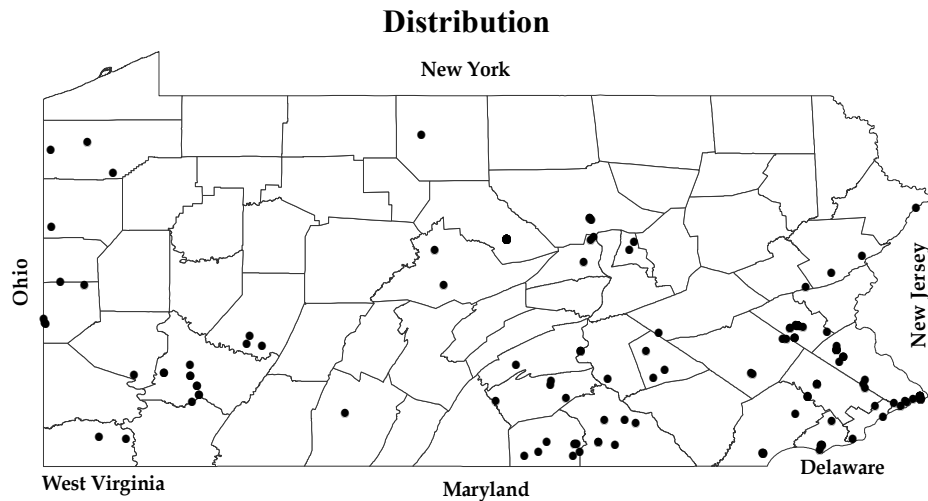 Distribution
New York
Ohio
New Jersey
West Virginia
Maryland
Delaware